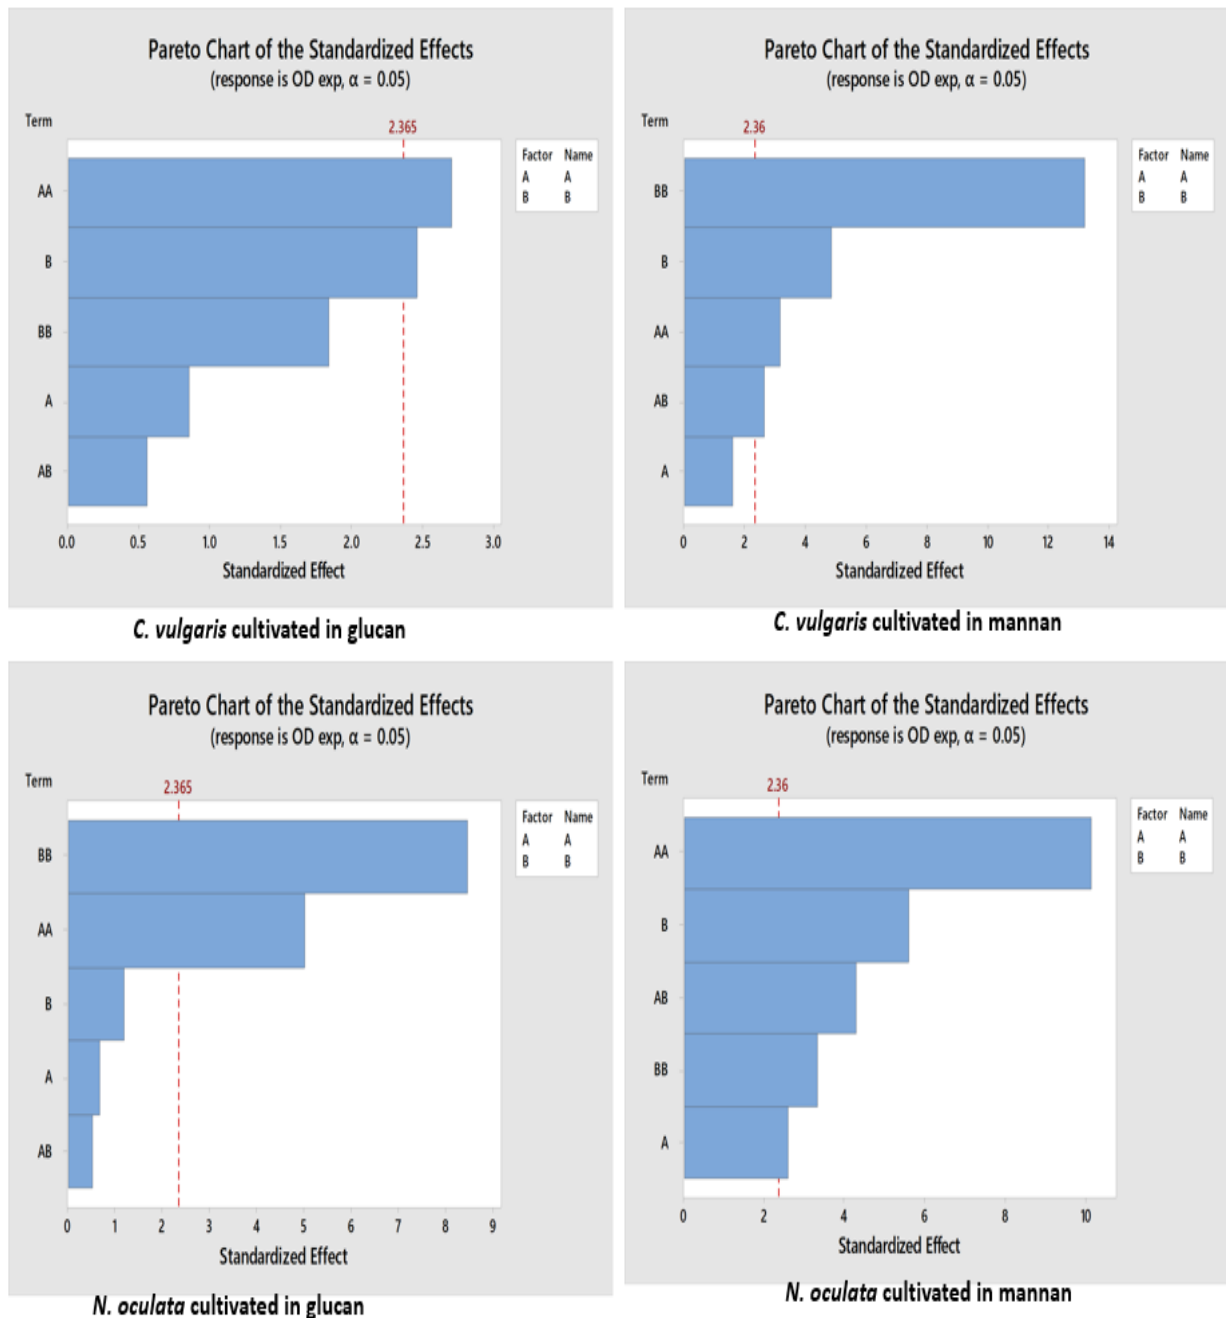 Pareto Chart of the Standardized Effects
(response is OD exp, α = 0.05)
Term
2.365
Factor Name
A A
B B
AA
B
BB
A
AB
0.0 0.5 1.0 1.5 2.0 2.5 3.0
Standardized Effect
C. vulgaris cultivated in glucan
Pareto Chart of the Standardized Effects
(response is OD exp, α = 0.05)
Term
2.36
Factor Name
A A
B B
BB
B
AA
AB
A
0 2 4 6 8 10 12 14
Standardized Effect
C. vulgaris cultivated in mannan
Pareto Chart of the Standardized Effects
(response is OD exp, α = 0.05)
Term
2.365
Factor Name
A A
B B
BB
AA
B
A
AB
0 1 2 3 4 5 6 7 8 9
Standardized Effect
N. oculata cultivated in glucan
Pareto Chart of the Standardized Effects
(response is OD exp, α = 0.05)
Term
2.36
Factor Name
A A
B B
AA
B
AB
BB
A
0 2 4 6 8 10
Standardized Effect
N. oculata cultivated in mannan